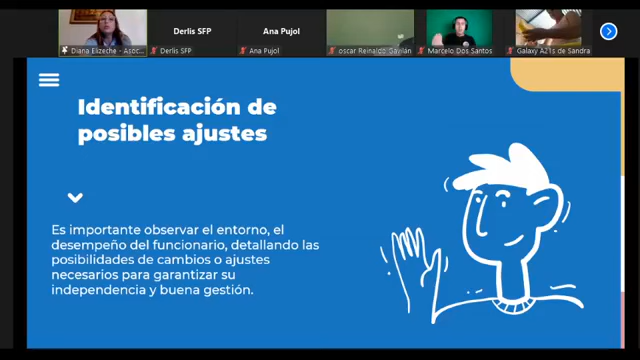 Derlis SFP
Ana Pujol
Diana Elizeche - Asoc...
Derlis SFP
Ana Pujol
oscar Reinaldo Gavilán
Marcelo Dos Santos
Galaxy A21s de Sandra
Identificación de
posibles ajustes
Es importante observar el entorno, el
desempeño del funcionario, detallando las
posibilidades de cambios o ajustes
necesarios para garantizar su
independencia y buena gestión.